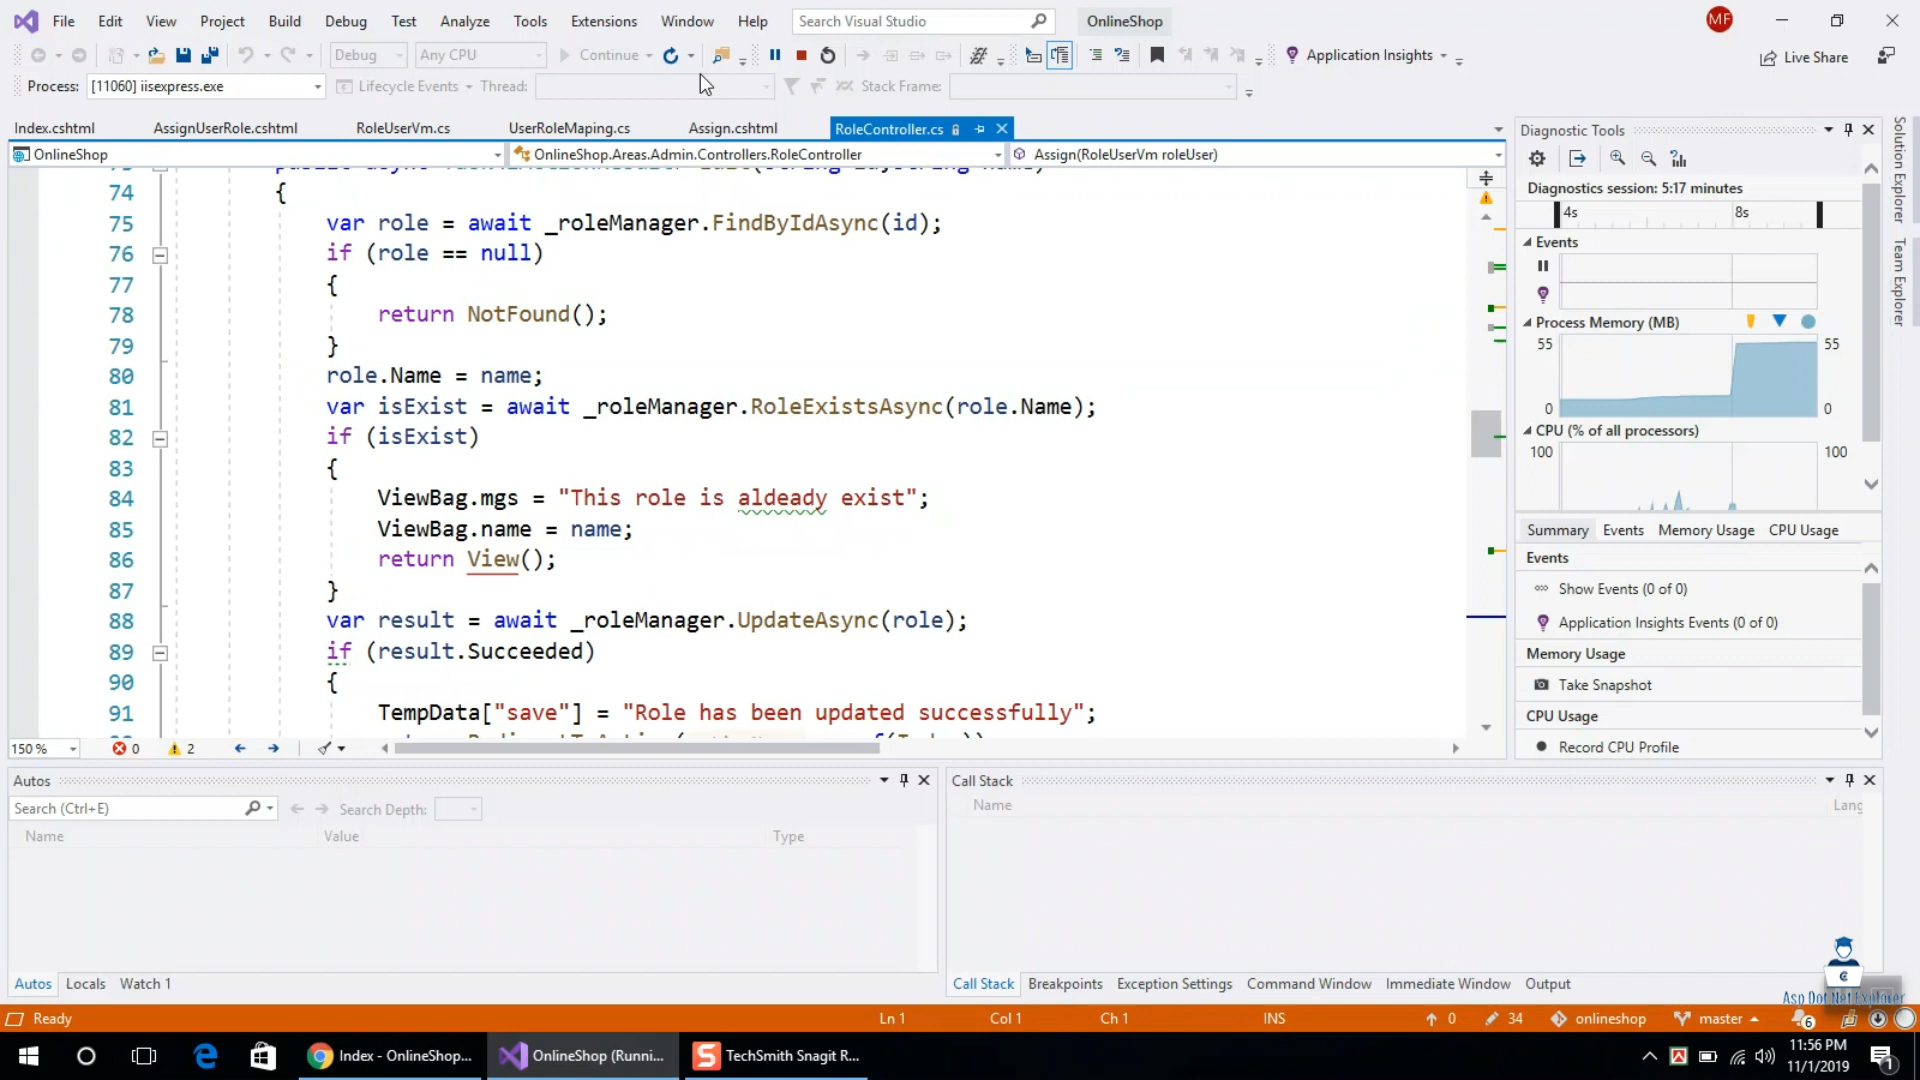 File Edit View Project Build Debug Test Analyze Tools Extensions Window Help Search Visual Studio OnlineShop MF
Debug Any CPU Continue Application Insights Live Share
Process: [11060] iisexpress.exe Lifecycle Events Thread: Stack Frame:
Index.cshtml AssignUserRole.cshtml RoleUserVm.cs UserRoleMaping.cs Assign.cshtml RoleController.cs
OnlineShop OnlineShop.Areas.Admin.Controllers.RoleController Assign(RoleUserVm roleUser)
74 {
75 var role = await _roleManager.FindByIdAsync(id);
76 if (role == null)
77 {
78 return NotFound();
79 }
80 role.Name = name;
81 var isExist = await _roleManager.RoleExistsAsync(role.Name);
82 if (isExist)
83 {
84 ViewBag.mgs = "This role is aldeady exist";
85 ViewBag.name = name;
86 return View();
87 }
88 var result = await _roleManager.UpdateAsync(role);
89 if (result.Succeeded)
90 {
91 TempData["save"] = "Role has been updated successfully";
150 % 0 2
Diagnostic Tools
Diagnostics session: 5:17 minutes
4s 8s
Events
Process Memory (MB)
55 55
0 0
CPU (% of all processors)
100 100
Summary Events Memory Usage CPU Usage
Events
Show Events (0 of 0)
Application Insights Events (0 of 0)
Memory Usage
Take Snapshot
CPU Usage
Record CPU Profile
Solution Explorer
Team Explorer
Autos
Search (Ctrl+E) Search Depth:
Name Value Type
Autos Locals Watch 1
Call Stack
Name Lang
Call Stack Breakpoints Exception Settings Command Window Immediate Window Output
Asp Dot Net Explorer
Ready Ln 1 Col 1 Ch 1 INS 0 34 onlineshop master 6
Index - OnlineShop... OnlineShop (Runni... TechSmith Snagit R...
11:56 PM
11/1/2019
1